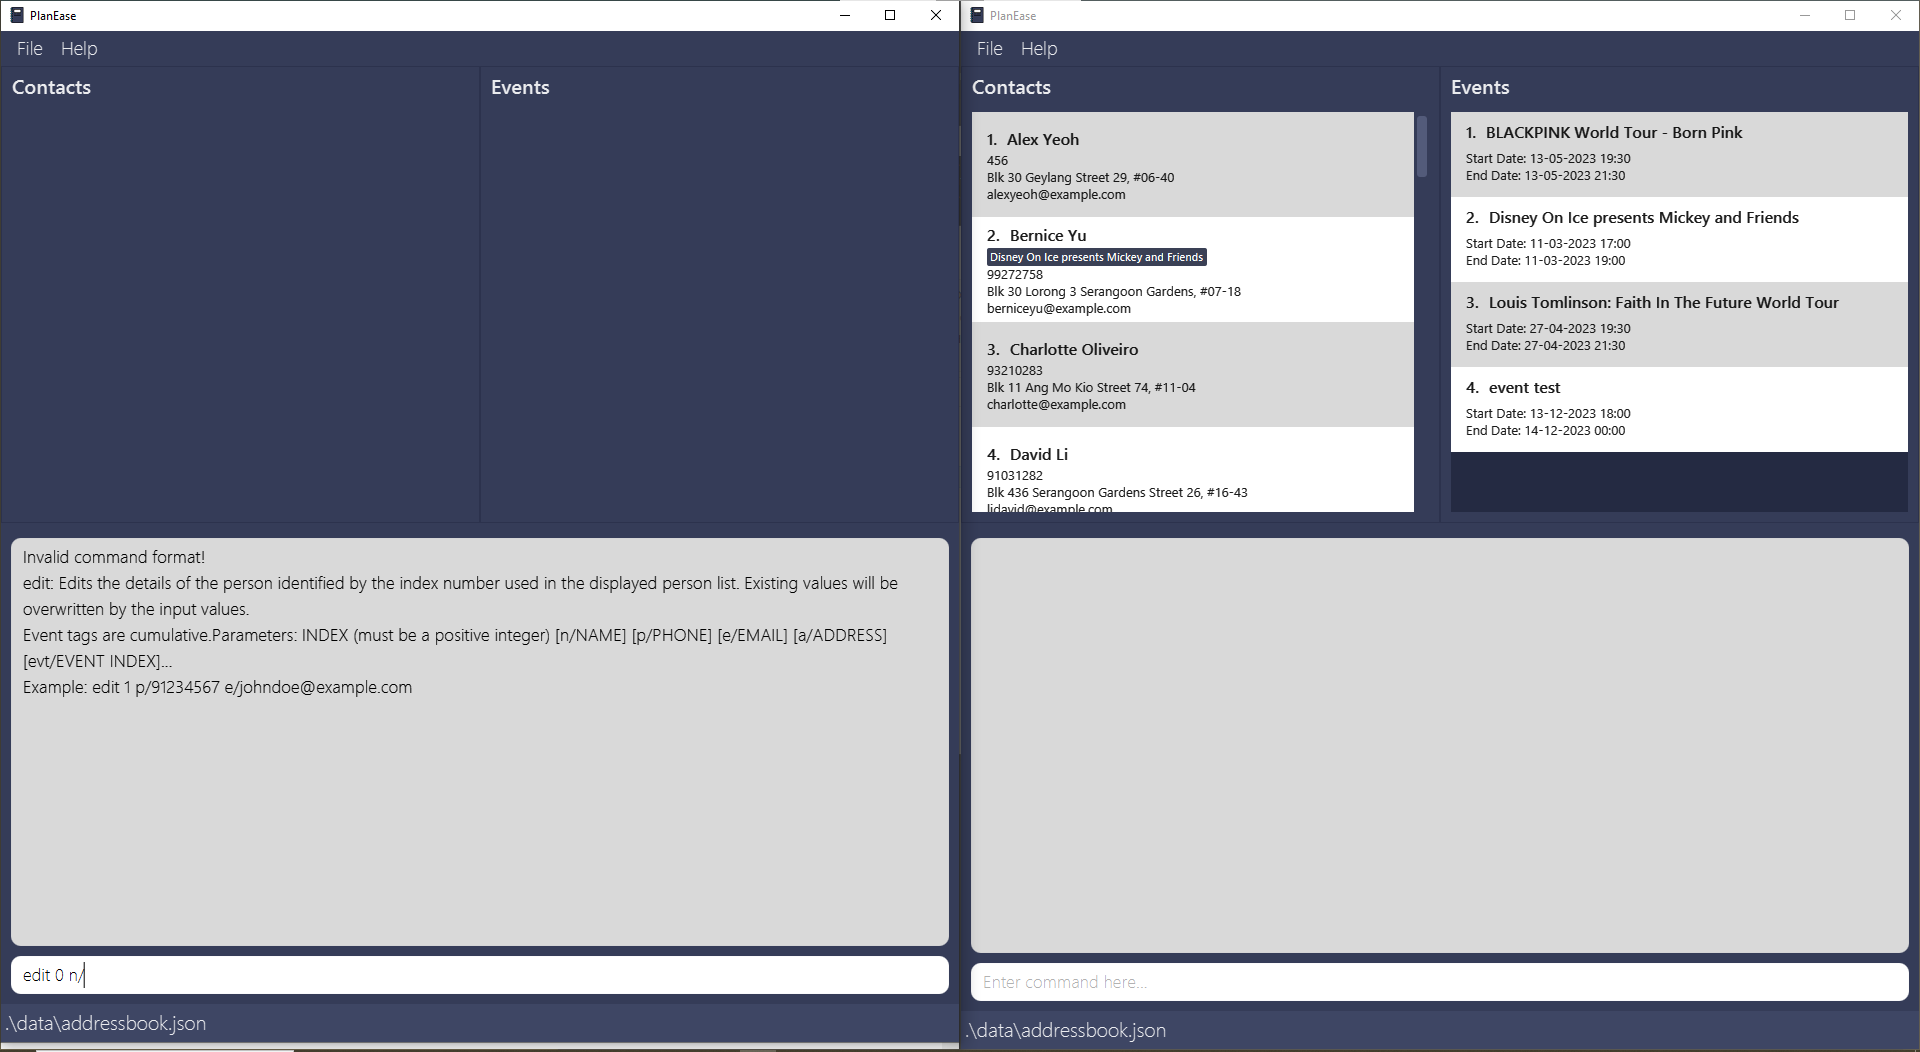 PlanEase
File Help
Contacts
Events
Invalid command format!
edit: Edits the details of the person identified by the index number used in the displayed person list. Existing values will be
overwritten by the input values.
Event tags are cumulative.Parameters: INDEX (must be a positive integer) [n/NAME] [p/PHONE] [e/EMAIL] [a/ADDRESS]
[evt/EVENT INDEX]...
Example: edit 1 p/91234567 e/johndoe@example.com
edit 0 n/
.\data\addressbook.json
PlanEase
File Help
Contacts
1. Alex Yeoh
456
Blk 30 Geylang Street 29, #06-40
alexyeoh@example.com
2. Bernice Yu
Disney On Ice presents Mickey and Friends
99272758
Blk 30 Lorong 3 Serangoon Gardens, #07-18
berniceyu@example.com
3. Charlotte Oliveiro
93210283
Blk 11 Ang Mo Kio Street 74, #11-04
charlotte@example.com
4. David Li
91031282
Blk 436 Serangoon Gardens Street 26, #16-43
lidavid@example.com
Events
1. BLACKPINK World Tour - Born Pink
Start Date: 13-05-2023 19:30
End Date: 13-05-2023 21:30
2. Disney On Ice presents Mickey and Friends
Start Date: 11-03-2023 17:00
End Date: 11-03-2023 19:00
3. Louis Tomlinson: Faith In The Future World Tour
Start Date: 27-04-2023 19:30
End Date: 27-04-2023 21:30
4. event test
Start Date: 13-12-2023 18:00
End Date: 14-12-2023 00:00
Enter command here...
.\data\addressbook.json